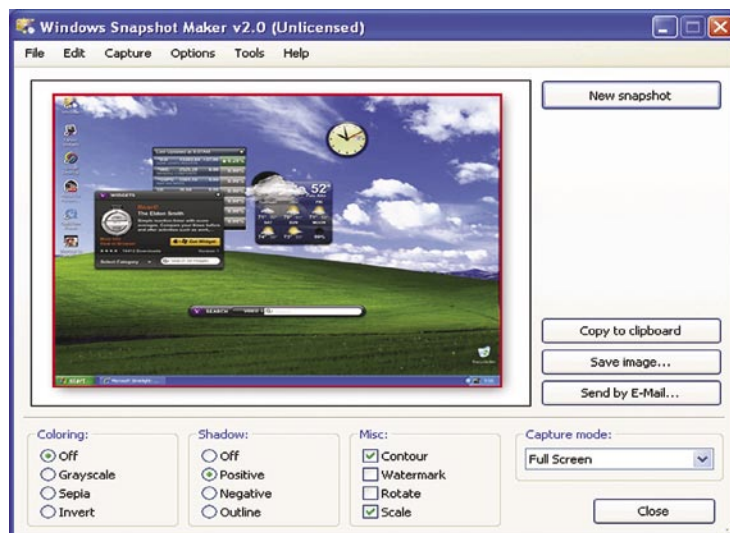 Windows Snapshot Maker v2.0 (Unlicensed)
File Edit Capture Options Tools Help
New snapshot
WIDGETS
The Elden Smith
52°
Get Widget
Select Category
SEARCH
start
Copy to clipboard
Save image...
Send by E-Mail...
Coloring:
Off
Grayscale
Sepia
Invert
Shadow:
Off
Positive
Negative
Outline
Misc:
Contour
Watermark
Rotate
Scale
Capture mode:
Full Screen
Close